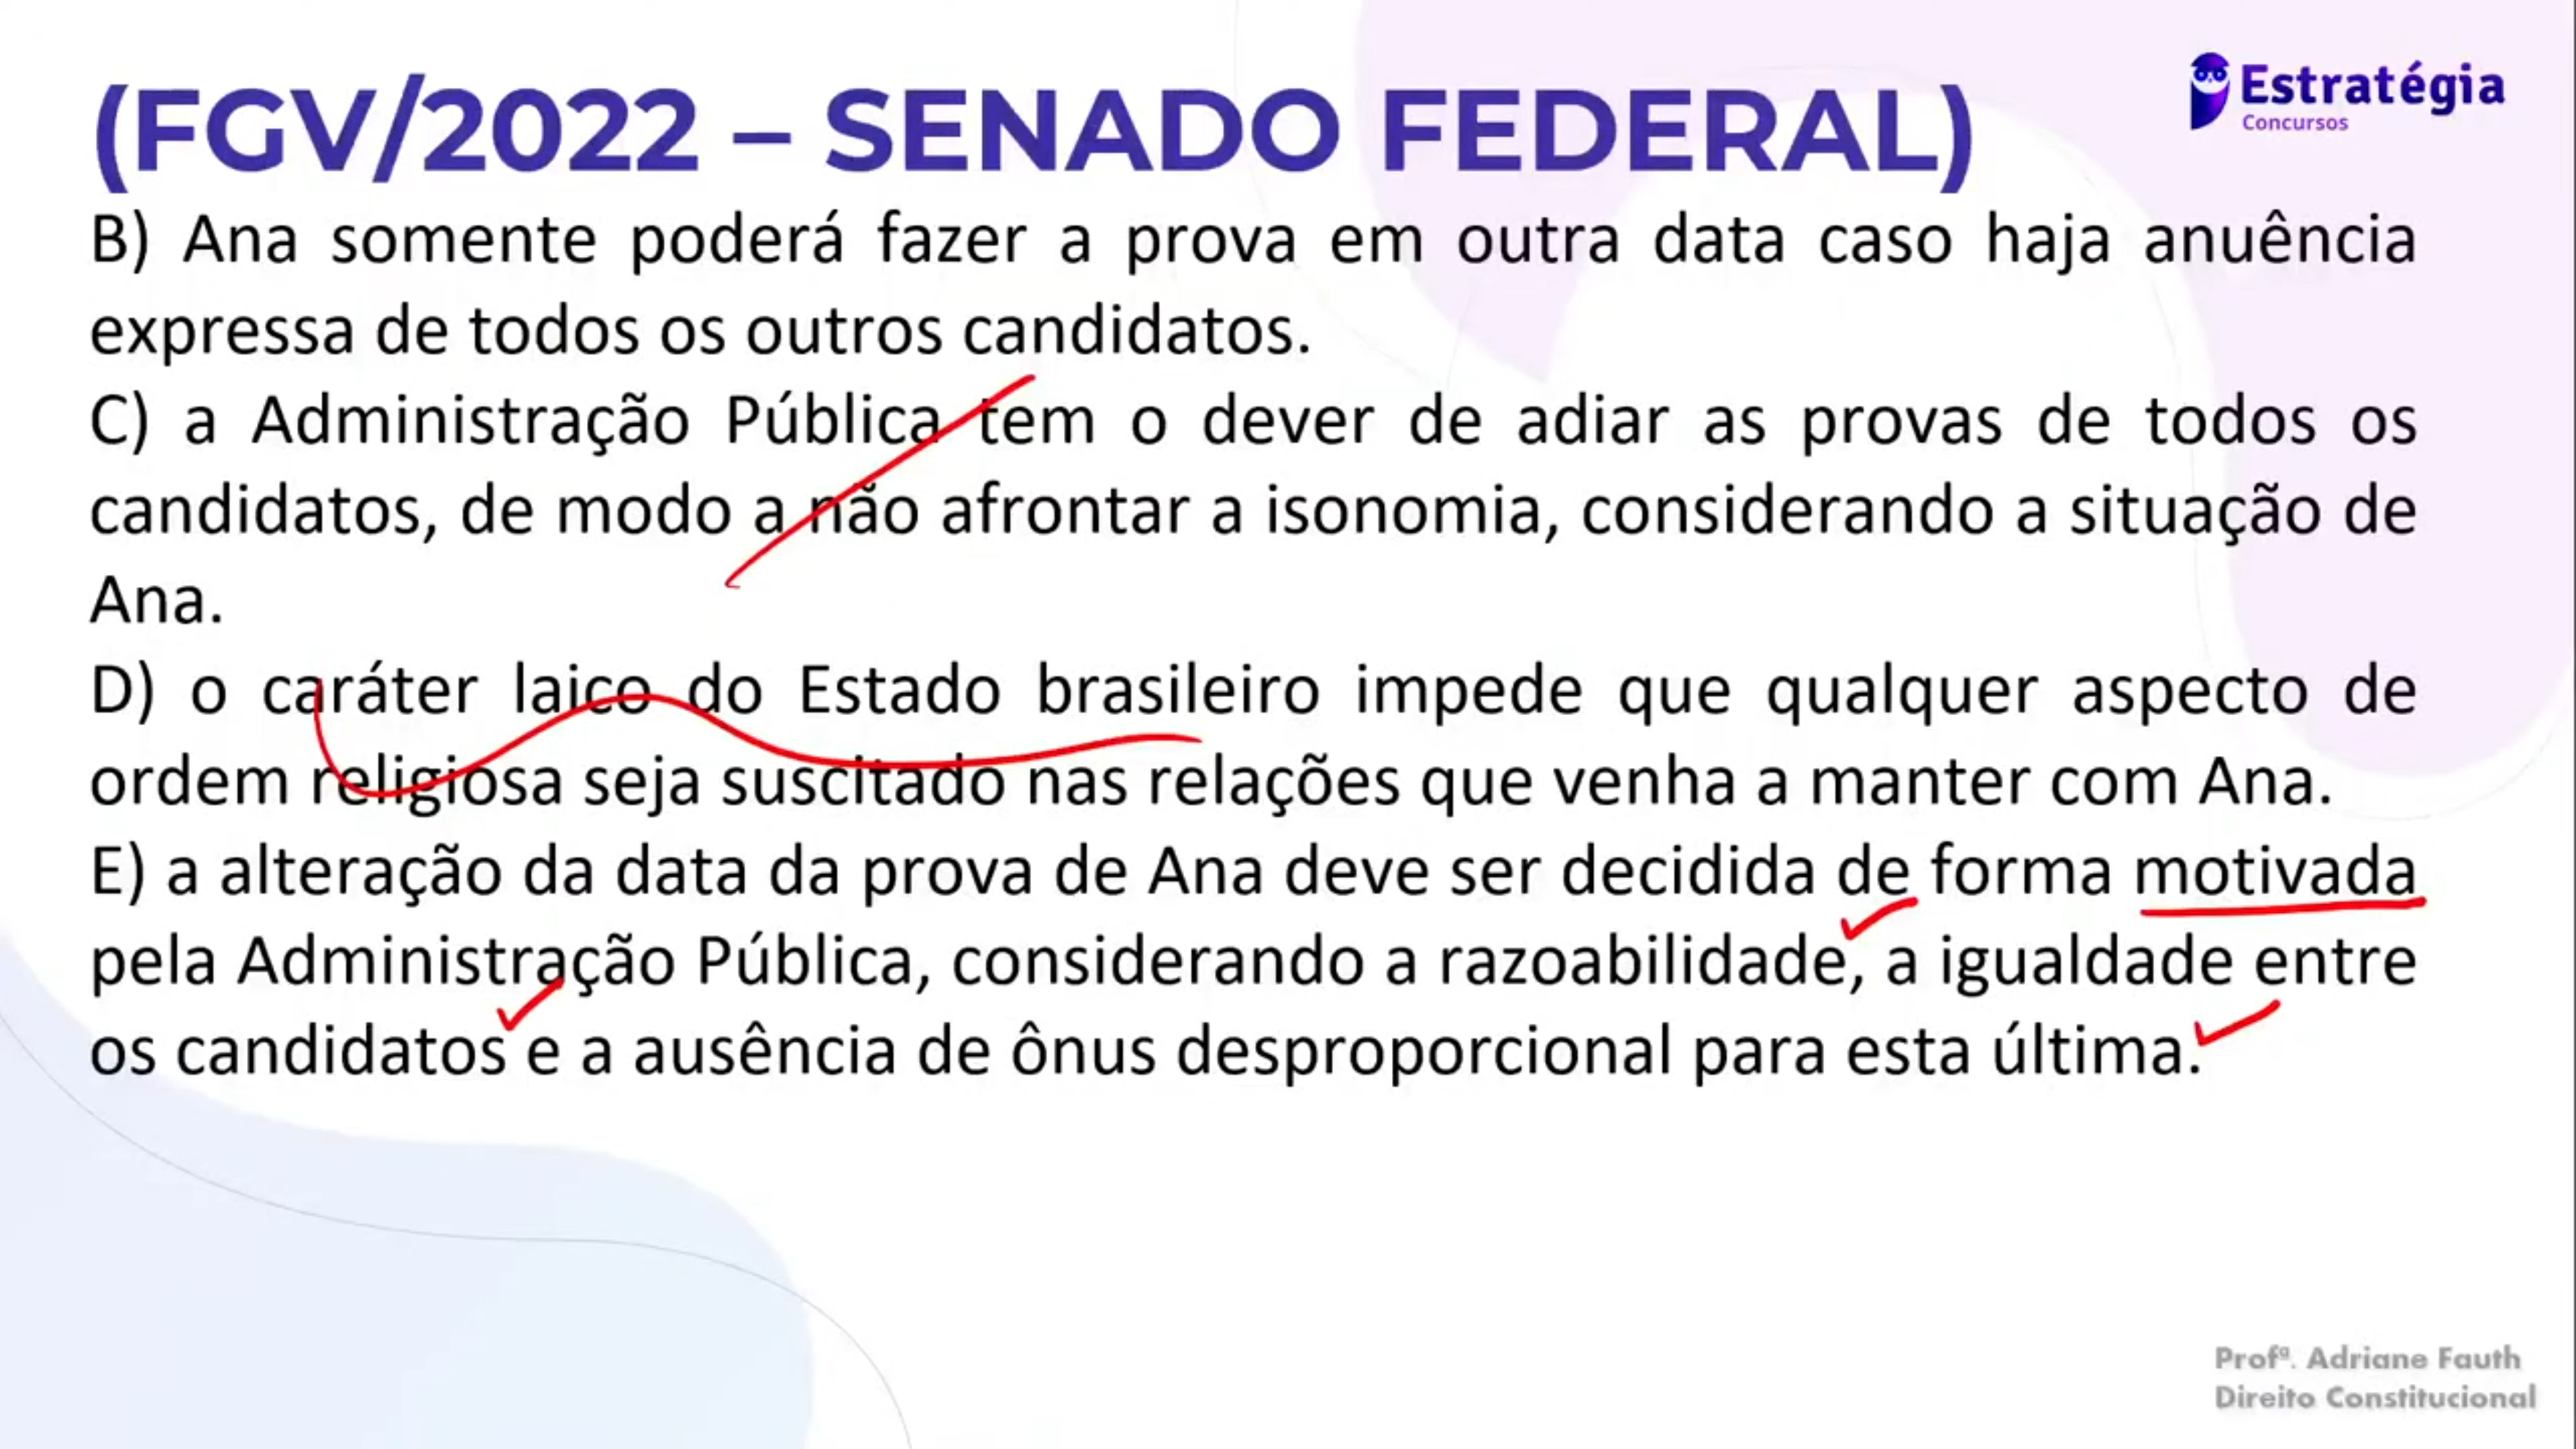 (FGV/2022 – SENADO FEDERAL)
Estratégia
Concursos
B) Ana somente poderá fazer a prova em outra data caso haja anuência
expressa de todos os outros candidatos.
C) a Administração Pública tem o dever de adiar as provas de todos os
candidatos, de modo a não afrontar a isonomia, considerando a situação de
Ana.
D) o caráter laico do Estado brasileiro impede que qualquer aspecto de
ordem religiosa seja suscitado nas relações que venha a manter com Ana.
E) a alteração da data da prova de Ana deve ser decidida de forma motivada
pela Administração Pública, considerando a razoabilidade, a igualdade entre
os candidatos e a ausência de ônus desproporcional para esta última.
Profª. Adriane Fauth
Direito Constitucional